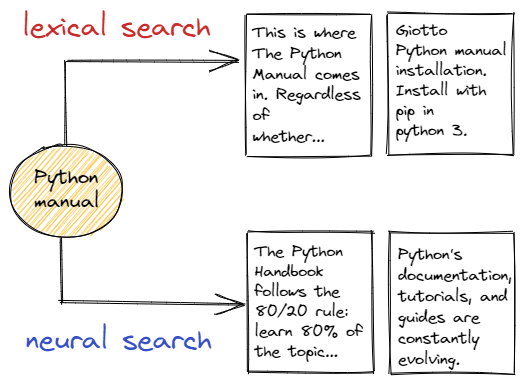 lexical search
This is where
The Python
Manual comes
in. Regardless
of
whether...
Giotto
Python manual
installation.
Install with
pip in
python 3.
Python
manual
The Python
Handbook
follows the
80/20 rule:
learn 80% of
the topic...
Python's
documentation,
tutorials, and
guides are
constantly
evolving.
neural search